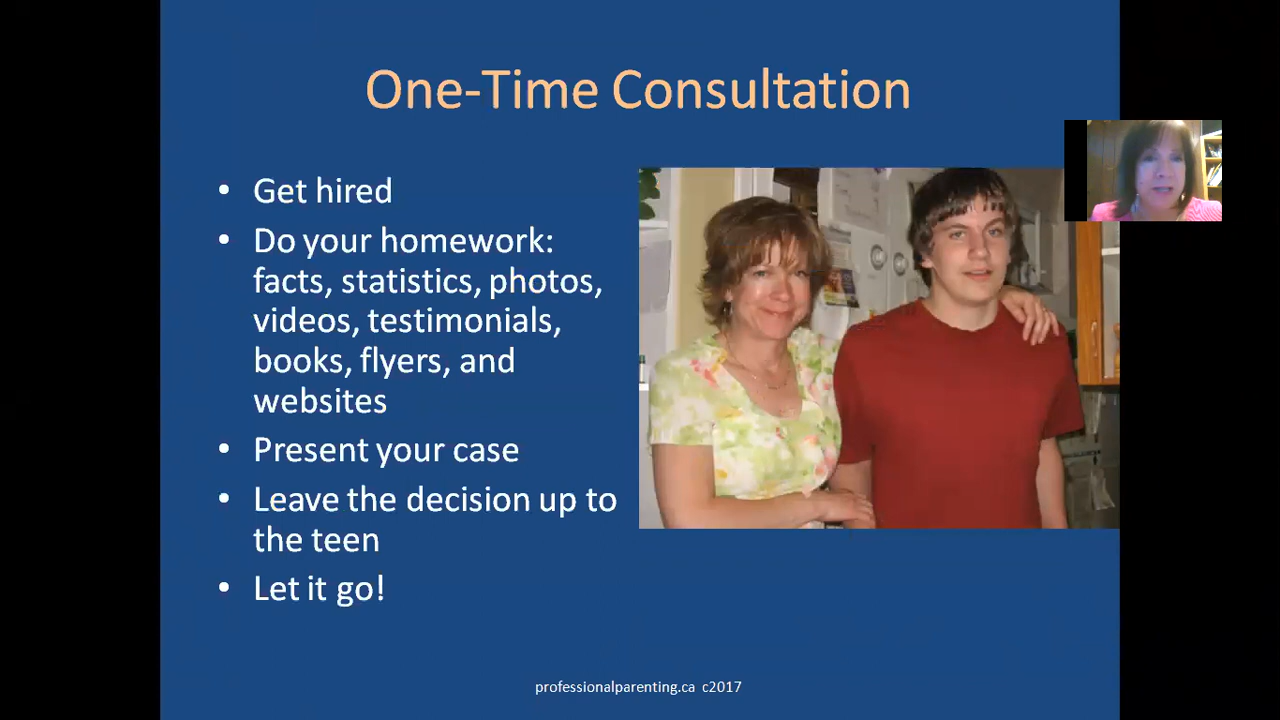 One-Time Consultation
• Get hired
• Do your homework:
facts, statistics, photos,
videos, testimonials,
books, flyers, and
websites
• Present your case
• Leave the decision up to
the teen
• Let it go!
professionalparenting.ca c2017